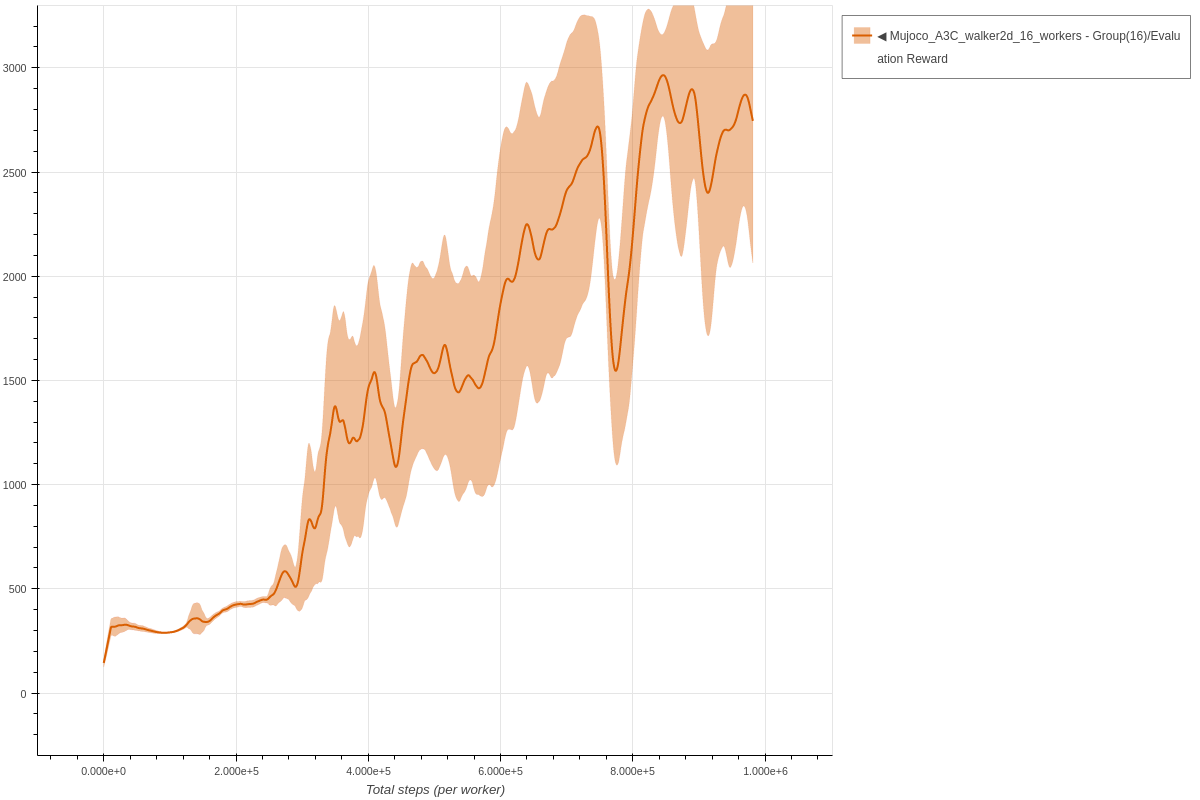 ◀ Mujoco_A3C_walker2d_16_workers - Group(16)/Evalu
ation Reward
3000
2500
2000
1500
1000
500
0
0.000e+0 2.000e+5 4.000e+5 6.000e+5 8.000e+5 1.000e+6
Total steps (per worker)